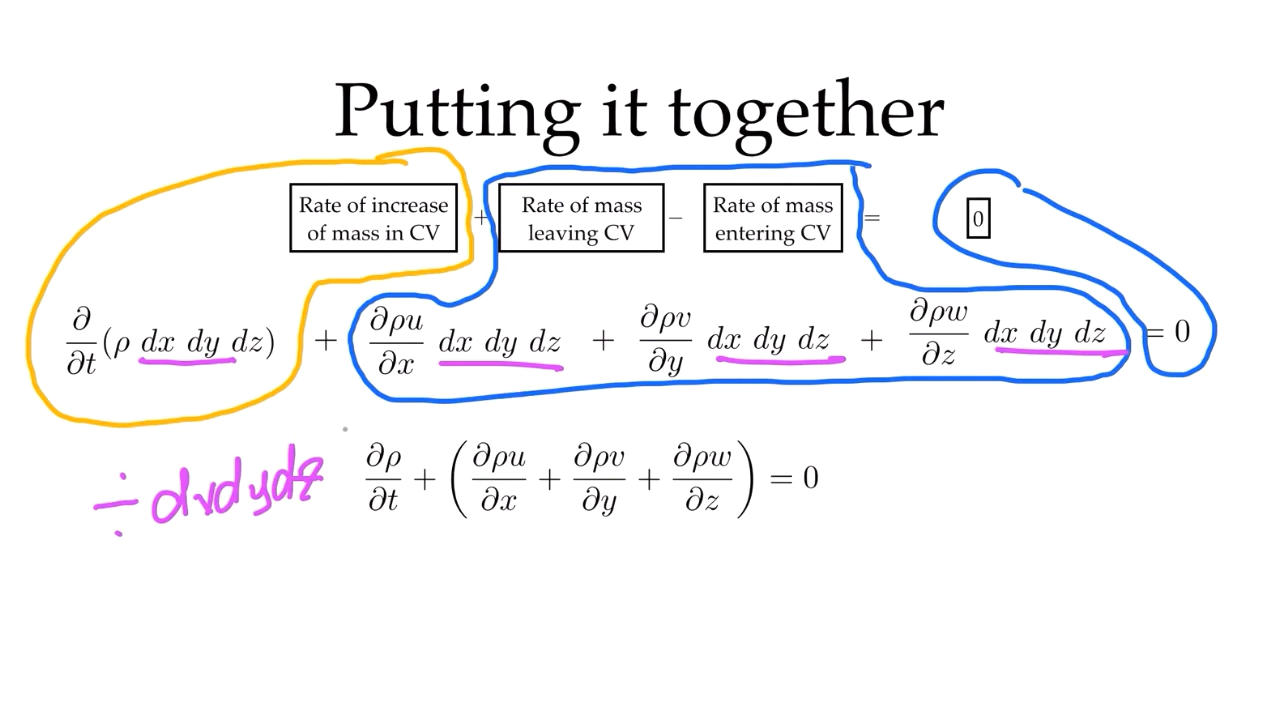 Putting it together
Rate of increase of mass in CV + Rate of mass leaving CV − Rate of mass entering CV = 0
∂/∂t (ρ dx dy dz) + ∂ρu/∂x dx dy dz + ∂ρv/∂y dx dy dz + ∂ρw/∂z dx dy dz = 0
÷ dxdydz ∂ρ/∂t + (∂ρu/∂x + ∂ρv/∂y + ∂ρw/∂z) = 0